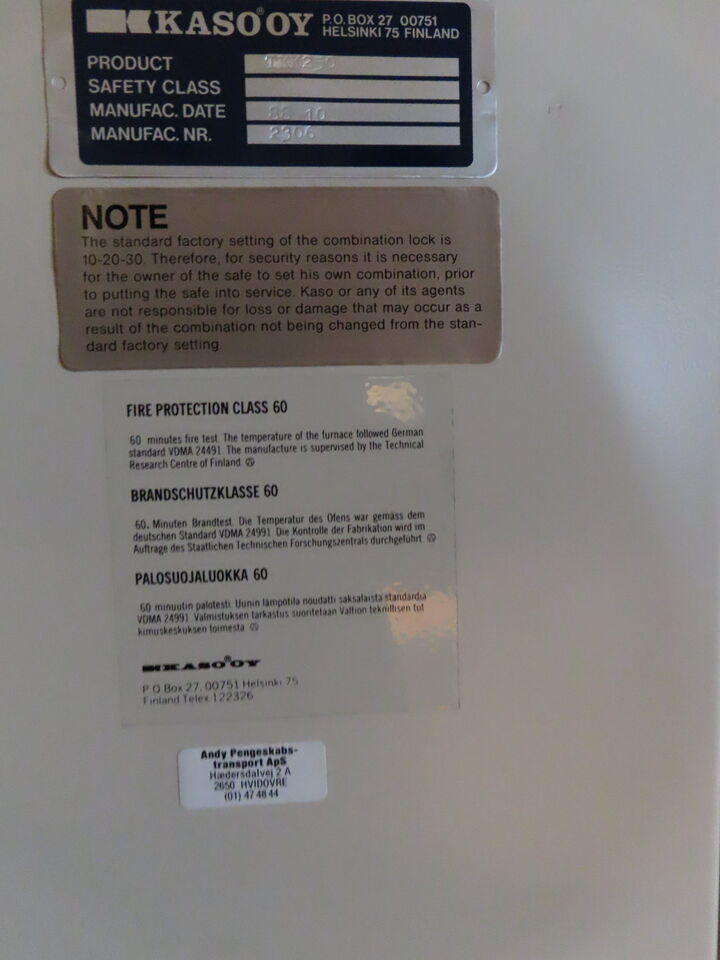 KASO® OY P.O. BOX 27 00751
HELSINKI 75 FINLAND
PRODUCT
SAFETY CLASS
MANUFAC. DATE 88 10
MANUFAC. NR. 2306
NOTE
The standard factory setting of the combination lock is
10-20-30. Therefore, for security reasons it is necessary
for the owner of the safe to set his own combination, prior
to putting the safe into service. Kaso or any of its agents
are not responsible for loss or damage that may occur as a
result of the combination not being changed from the stan-
dard factory setting.
FIRE PROTECTION CLASS 60
60 minutes fire test. The temperature of the furnace followed German
standard VDMA 24491. The manufacture is supervised by the Technical
Research Centre of Finland
BRANDSCHUTZKLASSE 60
60. Minuten Brandtest. Die Temperatur des Ofens war gemäss dem
deutschen Standard VDMA 24991. Die Kontrolle der Fabrikation wird im
Auftrage des Staatlichen Technischen Forschungszentrals durchgeführt
PALOSUOJALUOKKA 60
60 minuutin palotesti. Uunin lämpötila noudatti saksalaista standardia
VDMA 24991. Valmistuksen tarkastus suoritetaan Valtion teknillisen tut
kimuskeskuksen toimesta
KASO® OY
P.O Box 27, 00751 Helsinki 75
Finland Telex 122326
Andy Pengeskabs-
transport ApS
Hædersdalvej 2 A
2650 HVIDOVRE
(01) 47 48 44